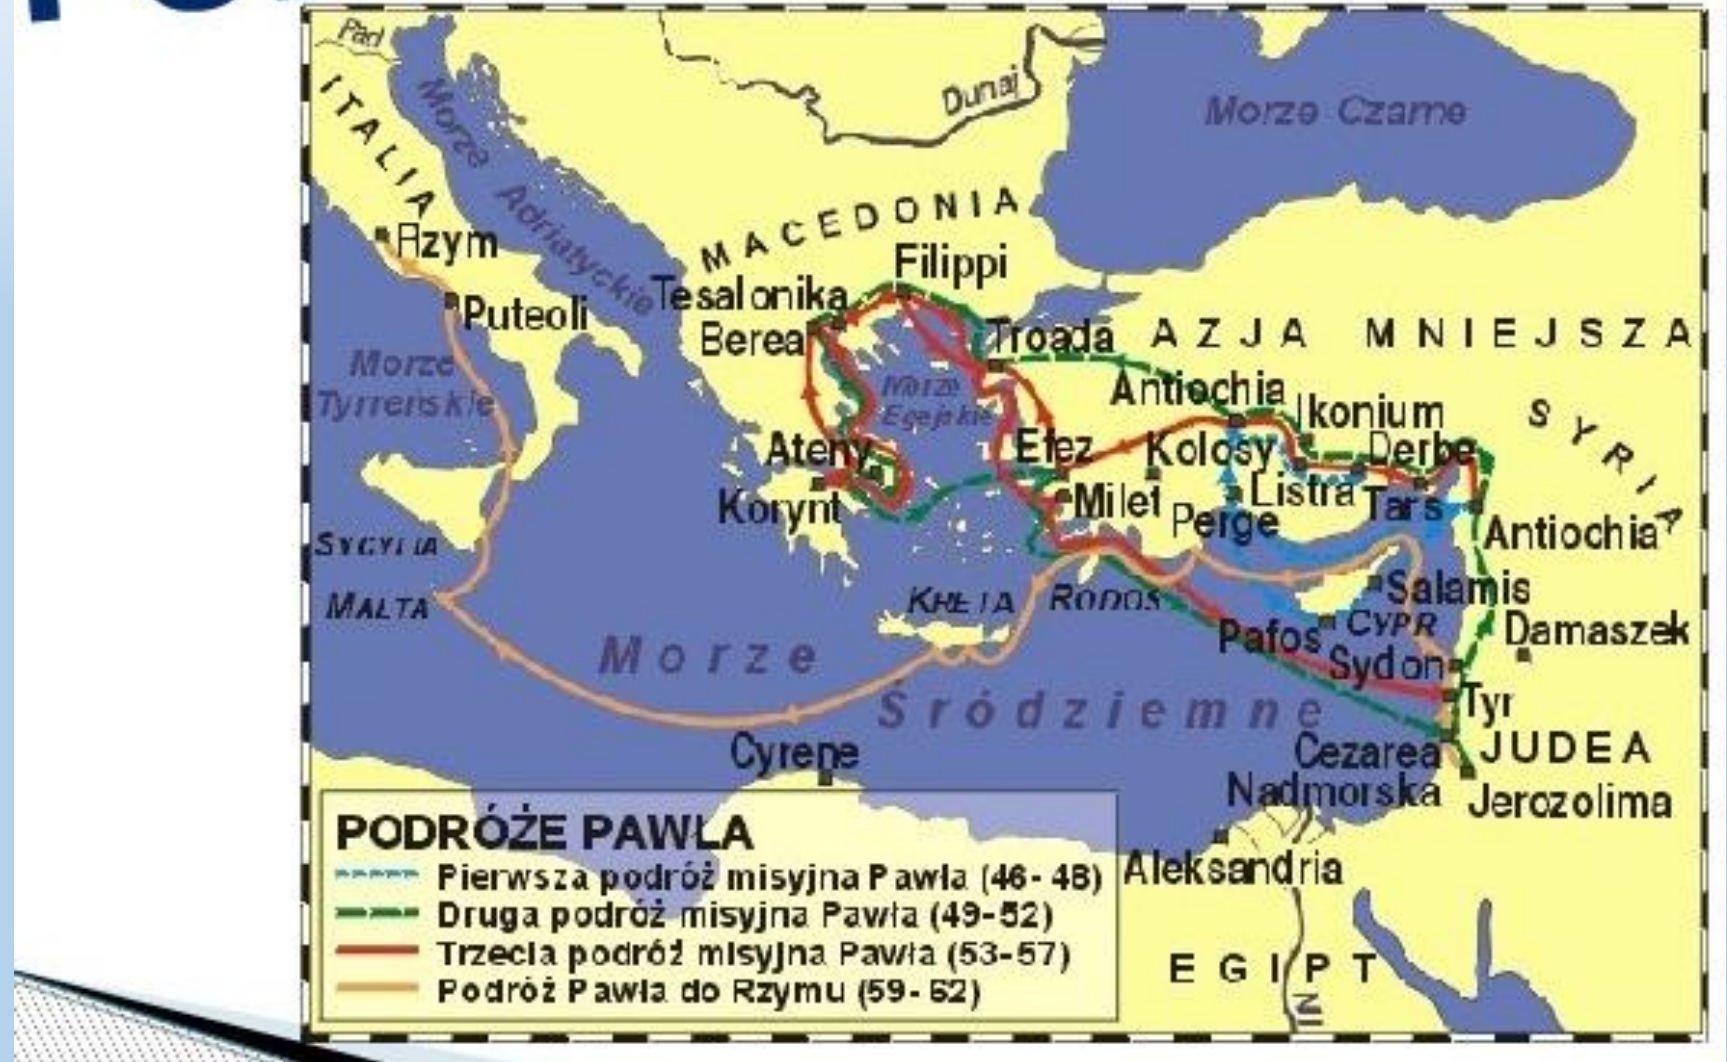 Pad
ITALIA
Morze Adriatyckie
Dunaj
Morze Czarne
MACEDONIA
Rzym
Filippi
Tesalonika
Puteoli
Berea
Troada
AZJA MNIEJSZA
Morze
Tyrreńskie
Morze
Egejskie
Antiochia
Ikonium
SYRIA
Ateny
Efez
Kolosy
Derbe
Korynt
Milet
Perge
Listra
Tars
Antiochia
SYCYLIA
MALTA
KRETA
RODOS
Salamis
Pafos
CYPR
Damaszek
Morze
Śródziemne
Sydon
Tyr
Cyrene
Cezarea
Nadmorska
JUDEA
Jerozolima
Aleksandria
EGIPT
Nil
PODRÓŻE PAWŁA
Pierwsza podróż misyjna Pawła (46-48)
Druga podróż misyjna Pawła (49-52)
Trzecia podróż misyjna Pawła (53-57)
Podróż Pawła do Rzymu (59-62)